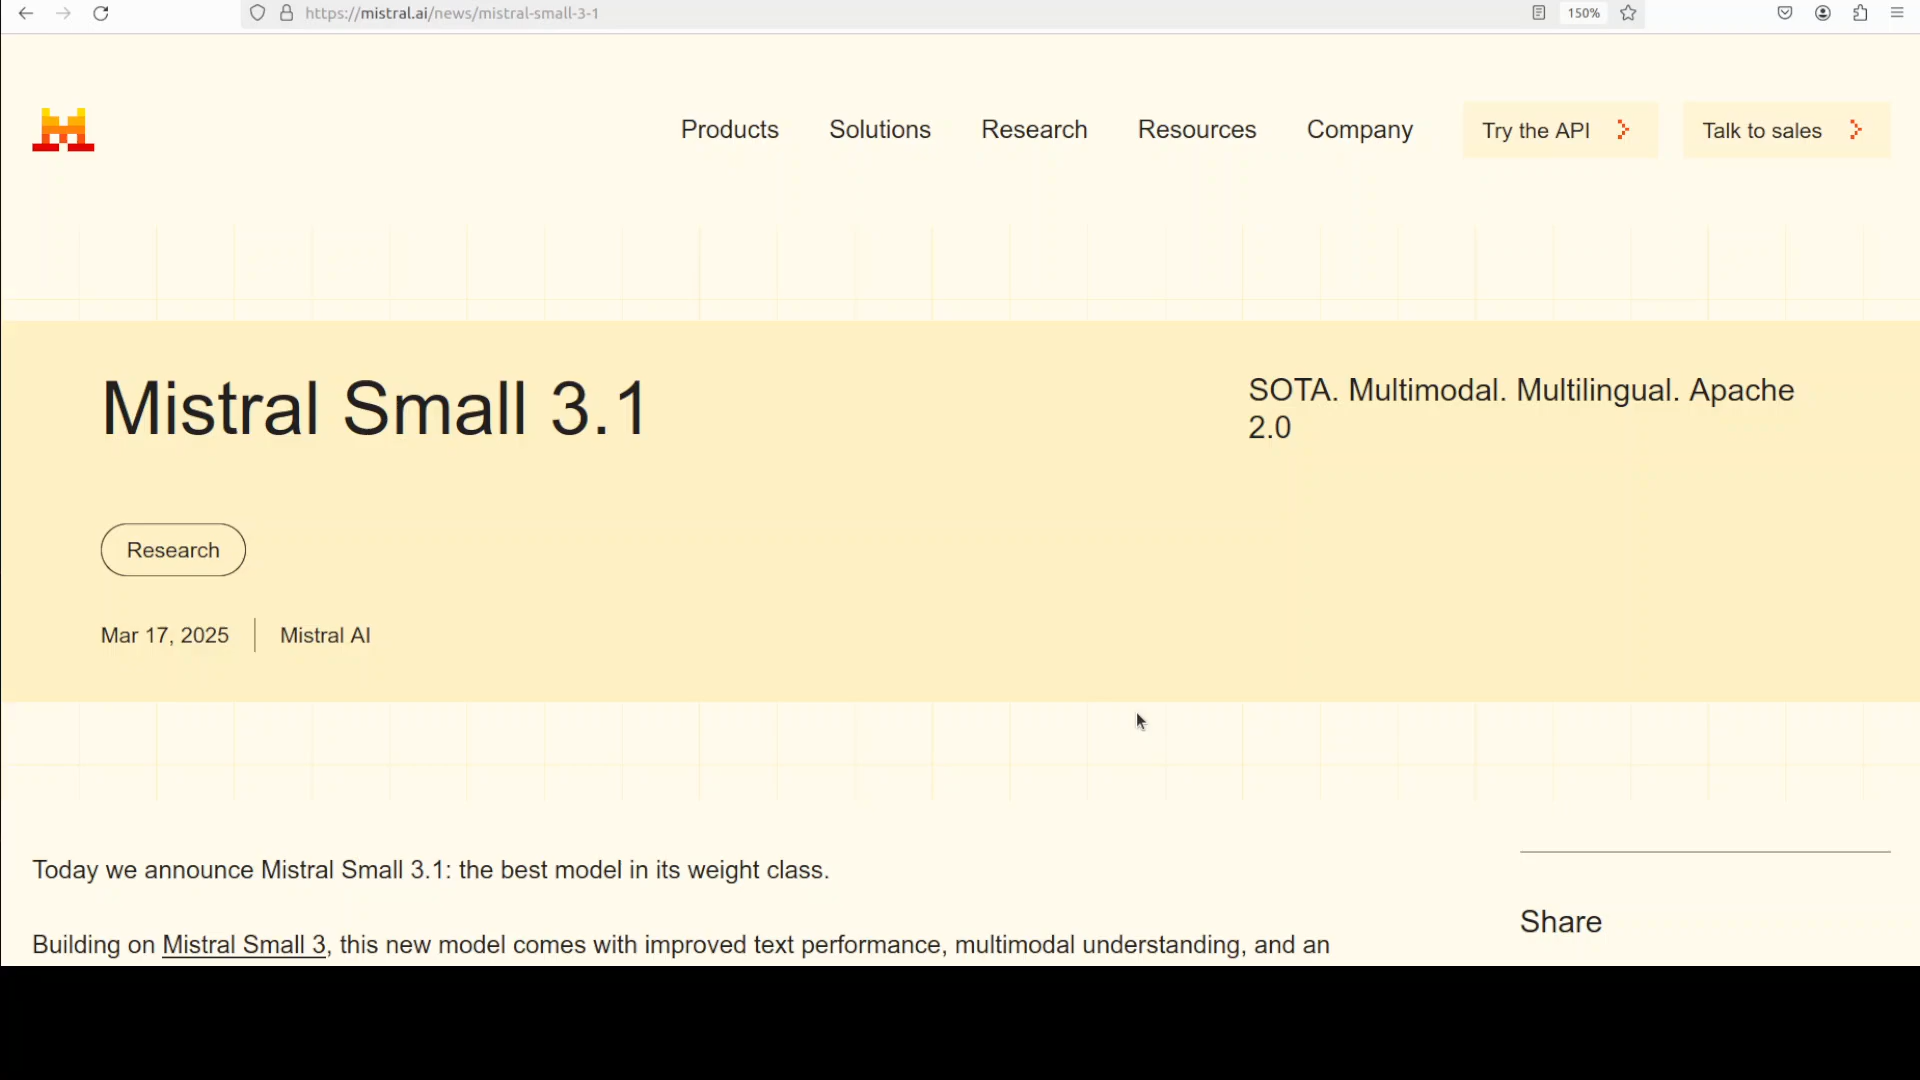 https://mistral.ai/news/mistral-small-3-1
150%
Products
Solutions
Research
Resources
Company
Try the API
Talk to sales
Mistral Small 3.1
SOTA. Multimodal. Multilingual. Apache
2.0
Research
Mar 17, 2025
Mistral AI
Today we announce Mistral Small 3.1: the best model in its weight class.
Building on Mistral Small 3, this new model comes with improved text performance, multimodal understanding, and an
Share